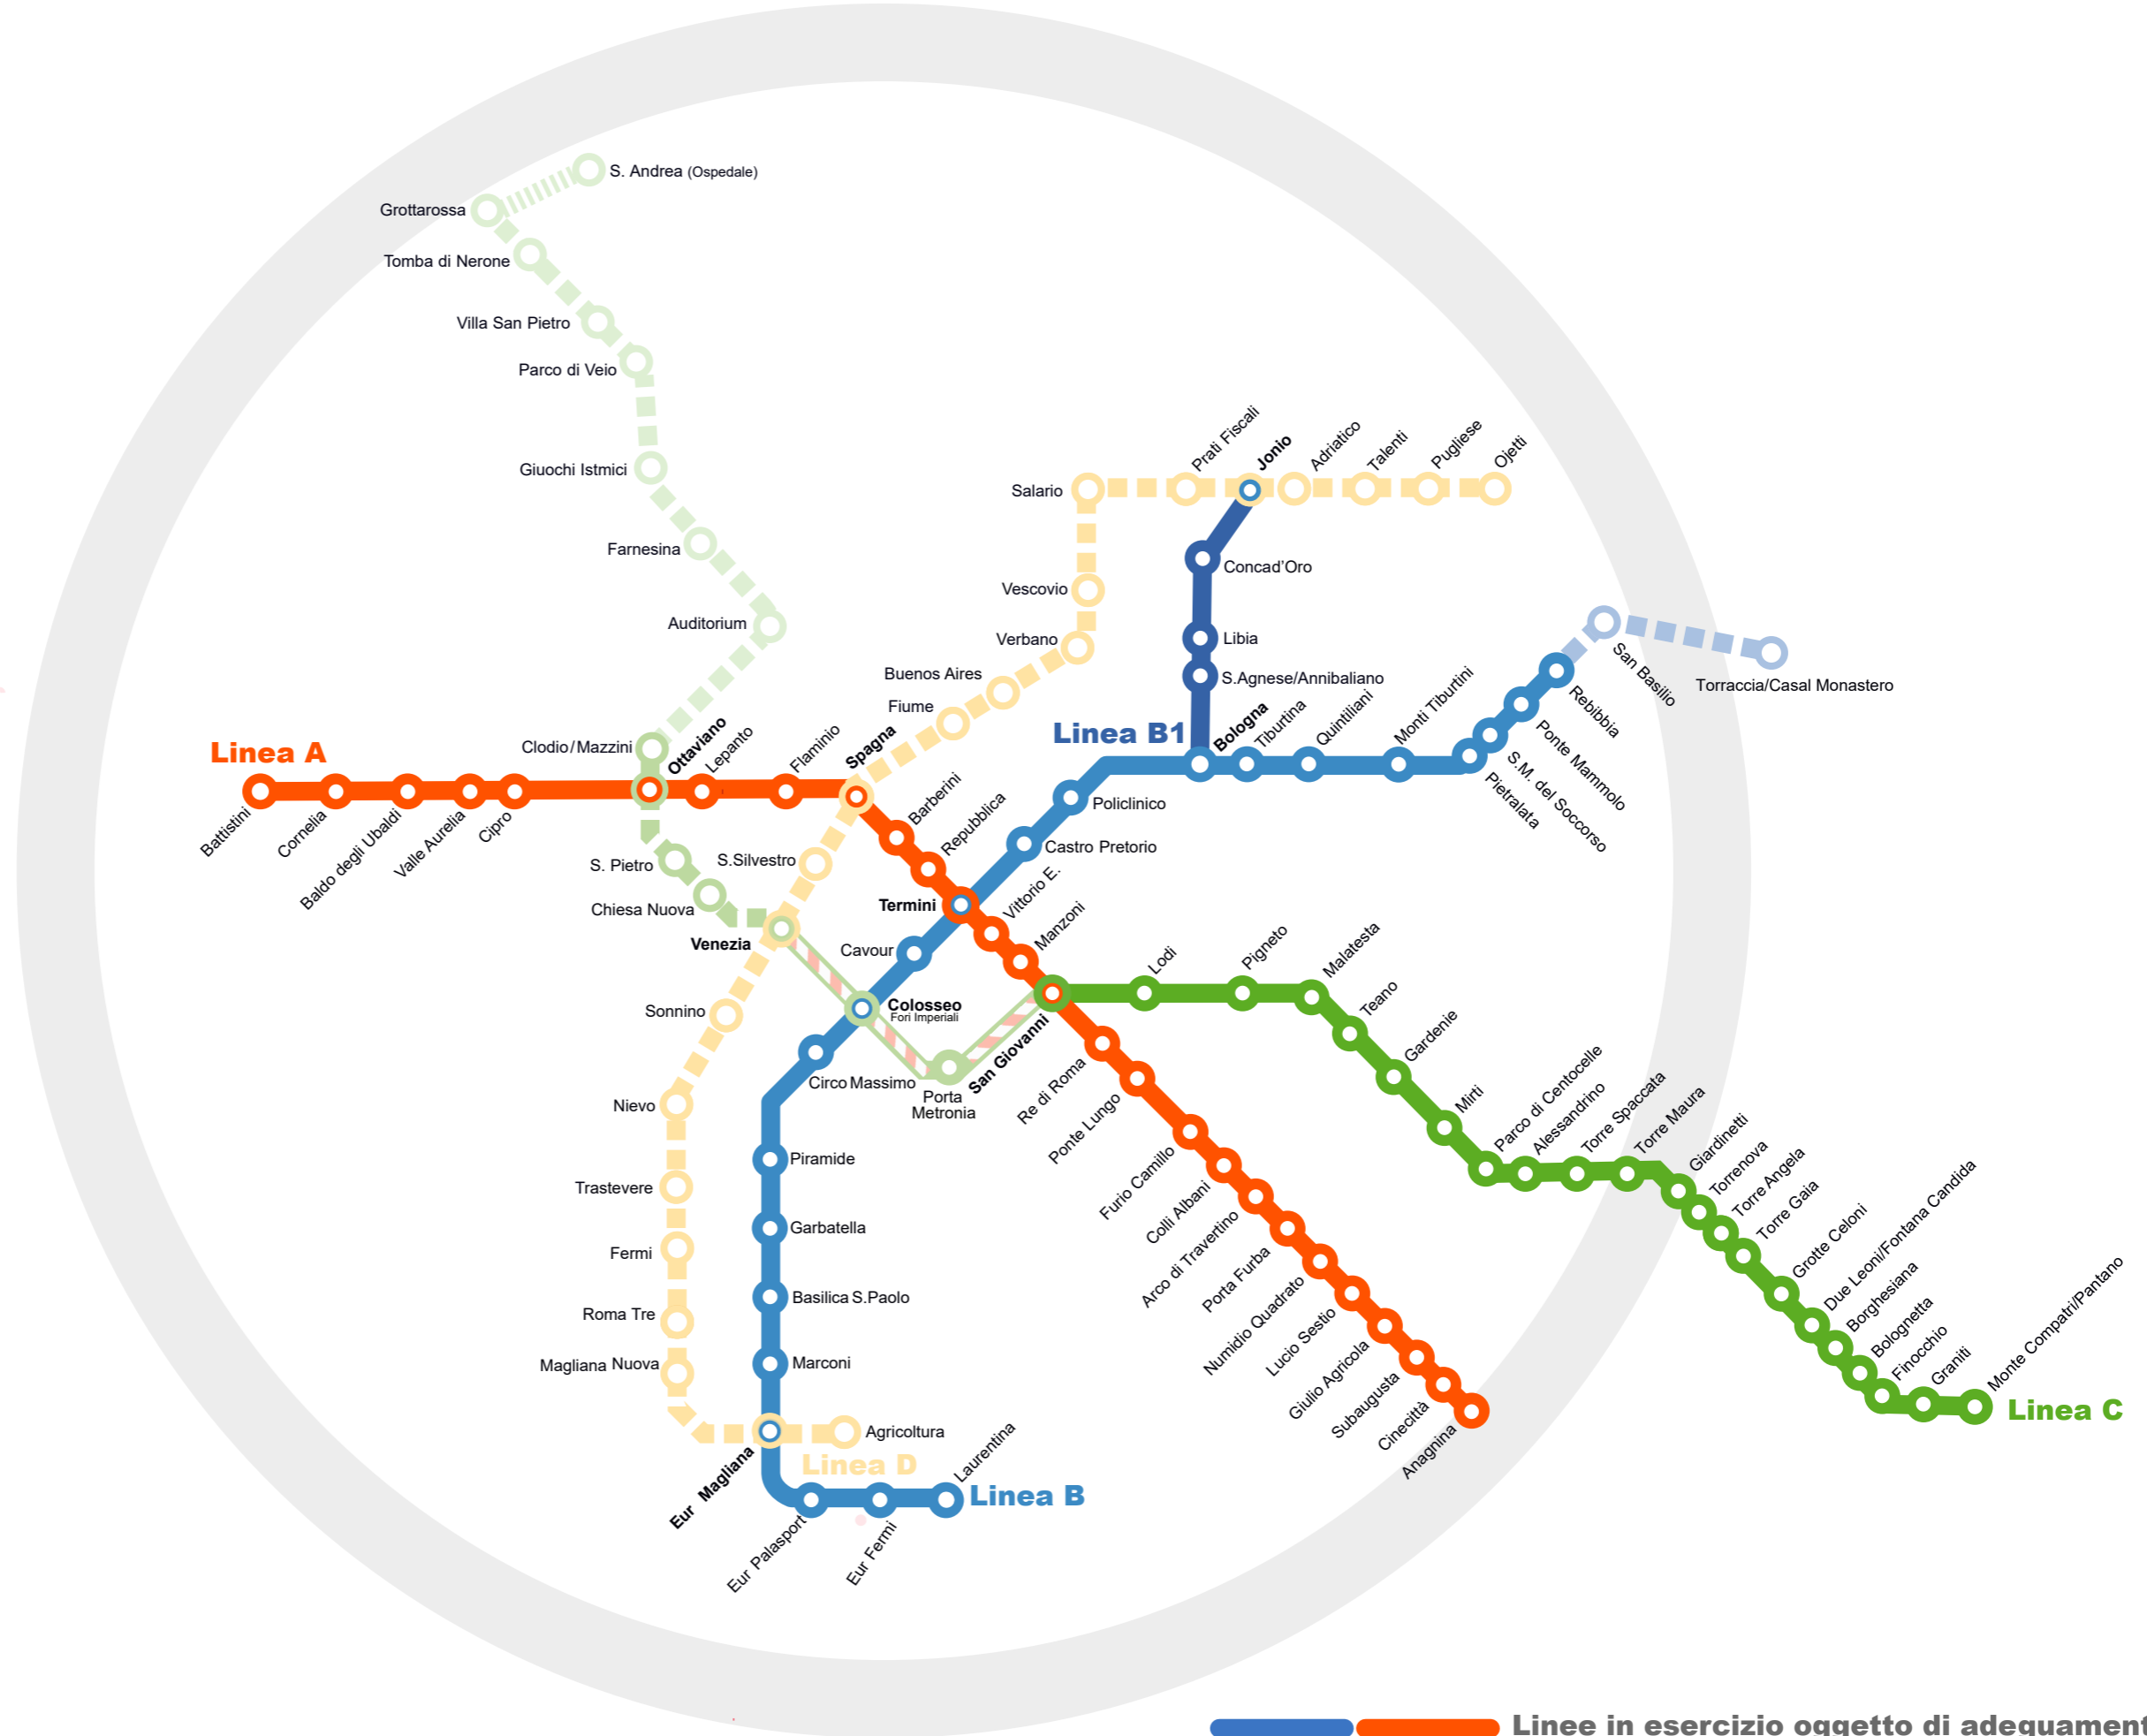 S. Andrea (Ospedale)
Grottarossa
Tomba di Nerone
Villa San Pietro
Parco di Veio
Giuochi Istmici
Farnesina
Auditorium
Clodio/Mazzini
Salario
Prati Fiscali
Jonio
Adriatico
Talenti
Pugliese
Ojetti
Vescovio
Verbano
Buenos Aires
Fiume
Concad'Oro
Libia
S.Agnese/Annibaliano
Linea B1
Bologna
Tiburtina
Quintiliani
Monti Tiburtini
Pietralata
S.M. del Soccorso
Ponte Mammolo
Rebibbia
San Basilio
Torraccia/Casal Monastero
Linea A
Battistini
Cornelia
Baldo degli Ubaldi
Valle Aurelia
Cipro
Ottaviano
Lepanto
Flaminio
Spagna
Barberini
Repubblica
Policlinico
Castro Pretorio
S. Pietro
S.Silvestro
Chiesa Nuova
Venezia
Termini
Vittorio E.
Manzoni
Cavour
Colosseo
Fori Imperiali
Sonnino
Circo Massimo
Porta
Metronia
San Giovanni
Lodi
Pigneto
Malatesta
Teano
Gardenie
Mirti
Parco di Centocelle
Alessandrino
Torre Spaccata
Torre Maura
Giardinetti
Torrenova
Torre Angela
Torre Gaia
Grotte Celoni
Due Leoni/Fontana Candida
Borghesiana
Bolognetta
Finocchio
Graniti
Monte Compatri/Pantano
Linea C
Re di Roma
Ponte Lungo
Furio Camillo
Colli Albani
Arco di Travertino
Porta Furba
Numidio Quadrato
Lucio Sestio
Giulio Agricola
Subaugusta
Cinecittà
Anagnina
Nievo
Trastevere
Fermi
Roma Tre
Magliana Nuova
Piramide
Garbatella
Basilica S.Paolo
Marconi
Eur Magliana
Agricoltura
Linea D
Laurentina
Linea B
Eur Palasport
Eur Fermi
Linee in esercizio oggetto di adeguament